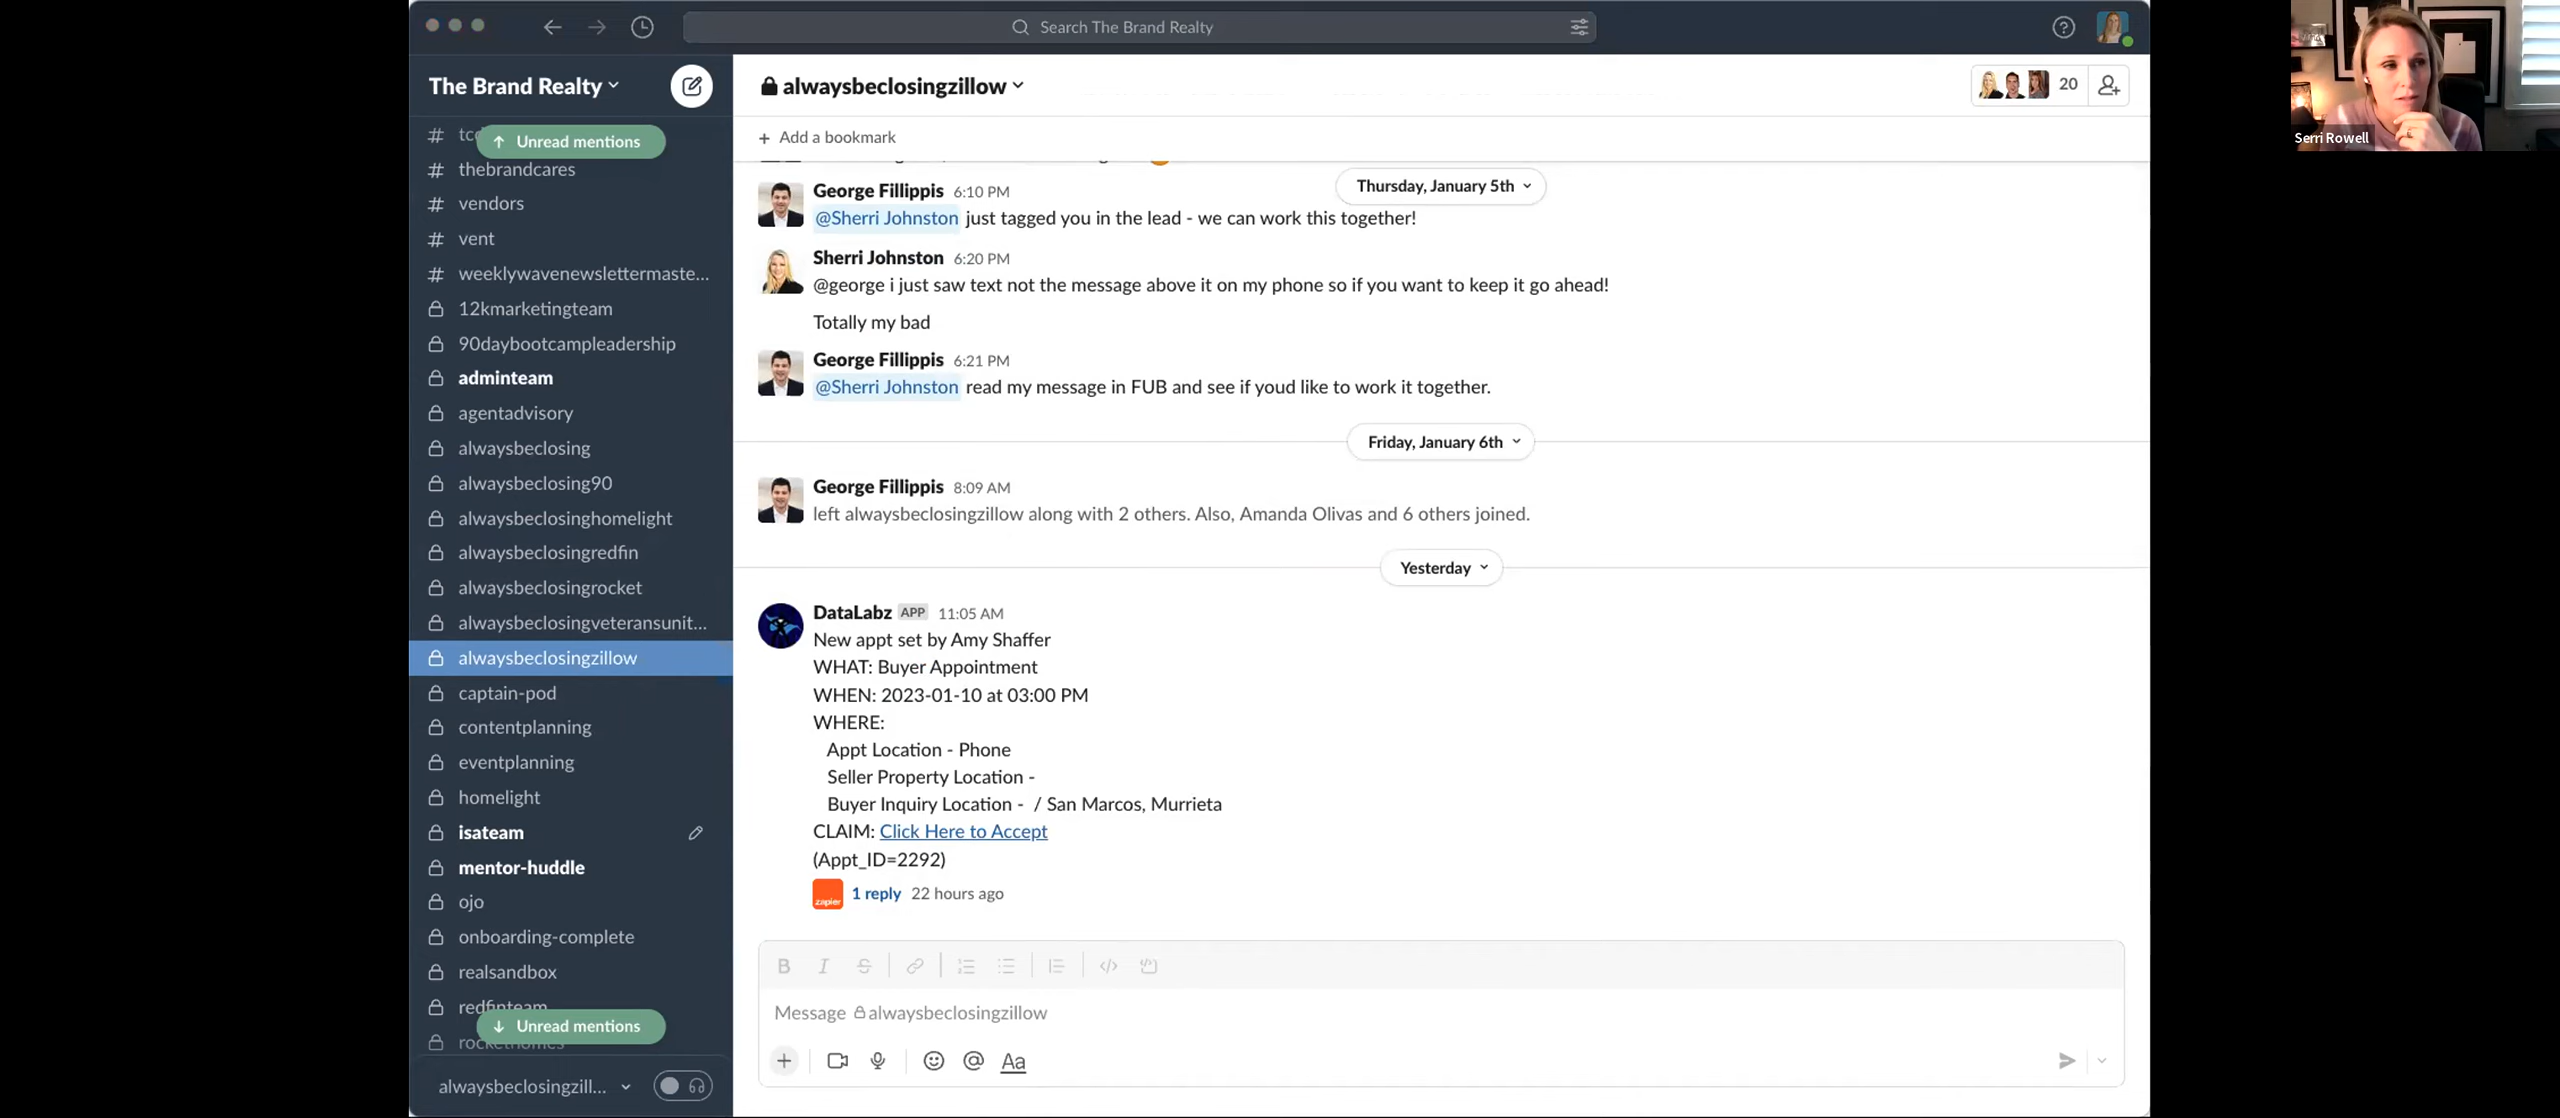 Search The Brand Realty
The Brand Realty
alwaysbeclosingzillow
20
Serri Rowell
Add a bookmark
Unread mentions
# thebrandcares
# vendors
# vent
# weeklywavenewslettermaste...
12kmarketingteam
90daybootcampleadership
adminteam
agentadvisory
alwaysbeclosing
alwaysbeclosing90
alwaysbeclosinghomelight
alwaysbeclosingredfin
alwaysbeclosingrocket
alwaysbeclosingveteransunit...
alwaysbeclosingzillow
captain-pod
contentplanning
eventplanning
homelight
isateam
mentor-huddle
ojo
onboarding-complete
realsandbox
redfinteam
Unread mentions
alwaysbeclosingzill...
Thursday, January 5th
George Fillippis 6:10 PM
@Sherri Johnston just tagged you in the lead - we can work this together!
Sherri Johnston 6:20 PM
@george i just saw text not the message above it on my phone so if you want to keep it go ahead!
Totally my bad
George Fillippis 6:21 PM
@Sherri Johnston read my message in FUB and see if youd like to work it together.
Friday, January 6th
George Fillippis 8:09 AM
left alwaysbeclosingzillow along with 2 others. Also, Amanda Olivas and 6 others joined.
Yesterday
DataLabz APP 11:05 AM
New appt set by Amy Shaffer
WHAT: Buyer Appointment
WHEN: 2023-01-10 at 03:00 PM
WHERE:
Appt Location - Phone
Seller Property Location -
Buyer Inquiry Location - / San Marcos, Murrieta
CLAIM: Click Here to Accept
(Appt_ID=2292)
zapier 1 reply 22 hours ago
B I S
Message alwaysbeclosingzillow
Aa